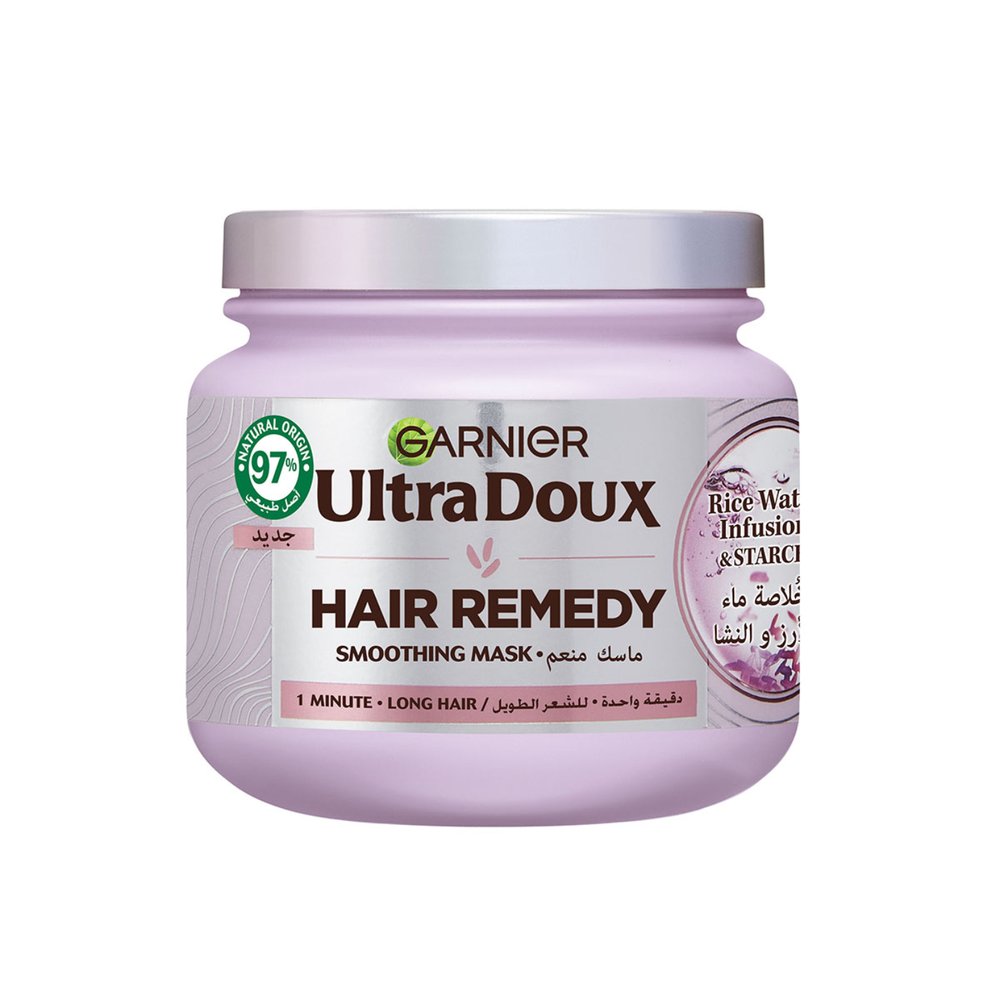 NATURAL ORIGIN
97%
أصل طبيعي
جديد
GARNIER
UltraDoux
HAIR REMEDY
SMOOTHING MASK • ماسك منعم
1 MINUTE • LONG HAIR / دقيقة واحدة • للشعر الطويل
Rice Wat
Infusion
& STARC
خلاصة ماء
لأرز و النشا